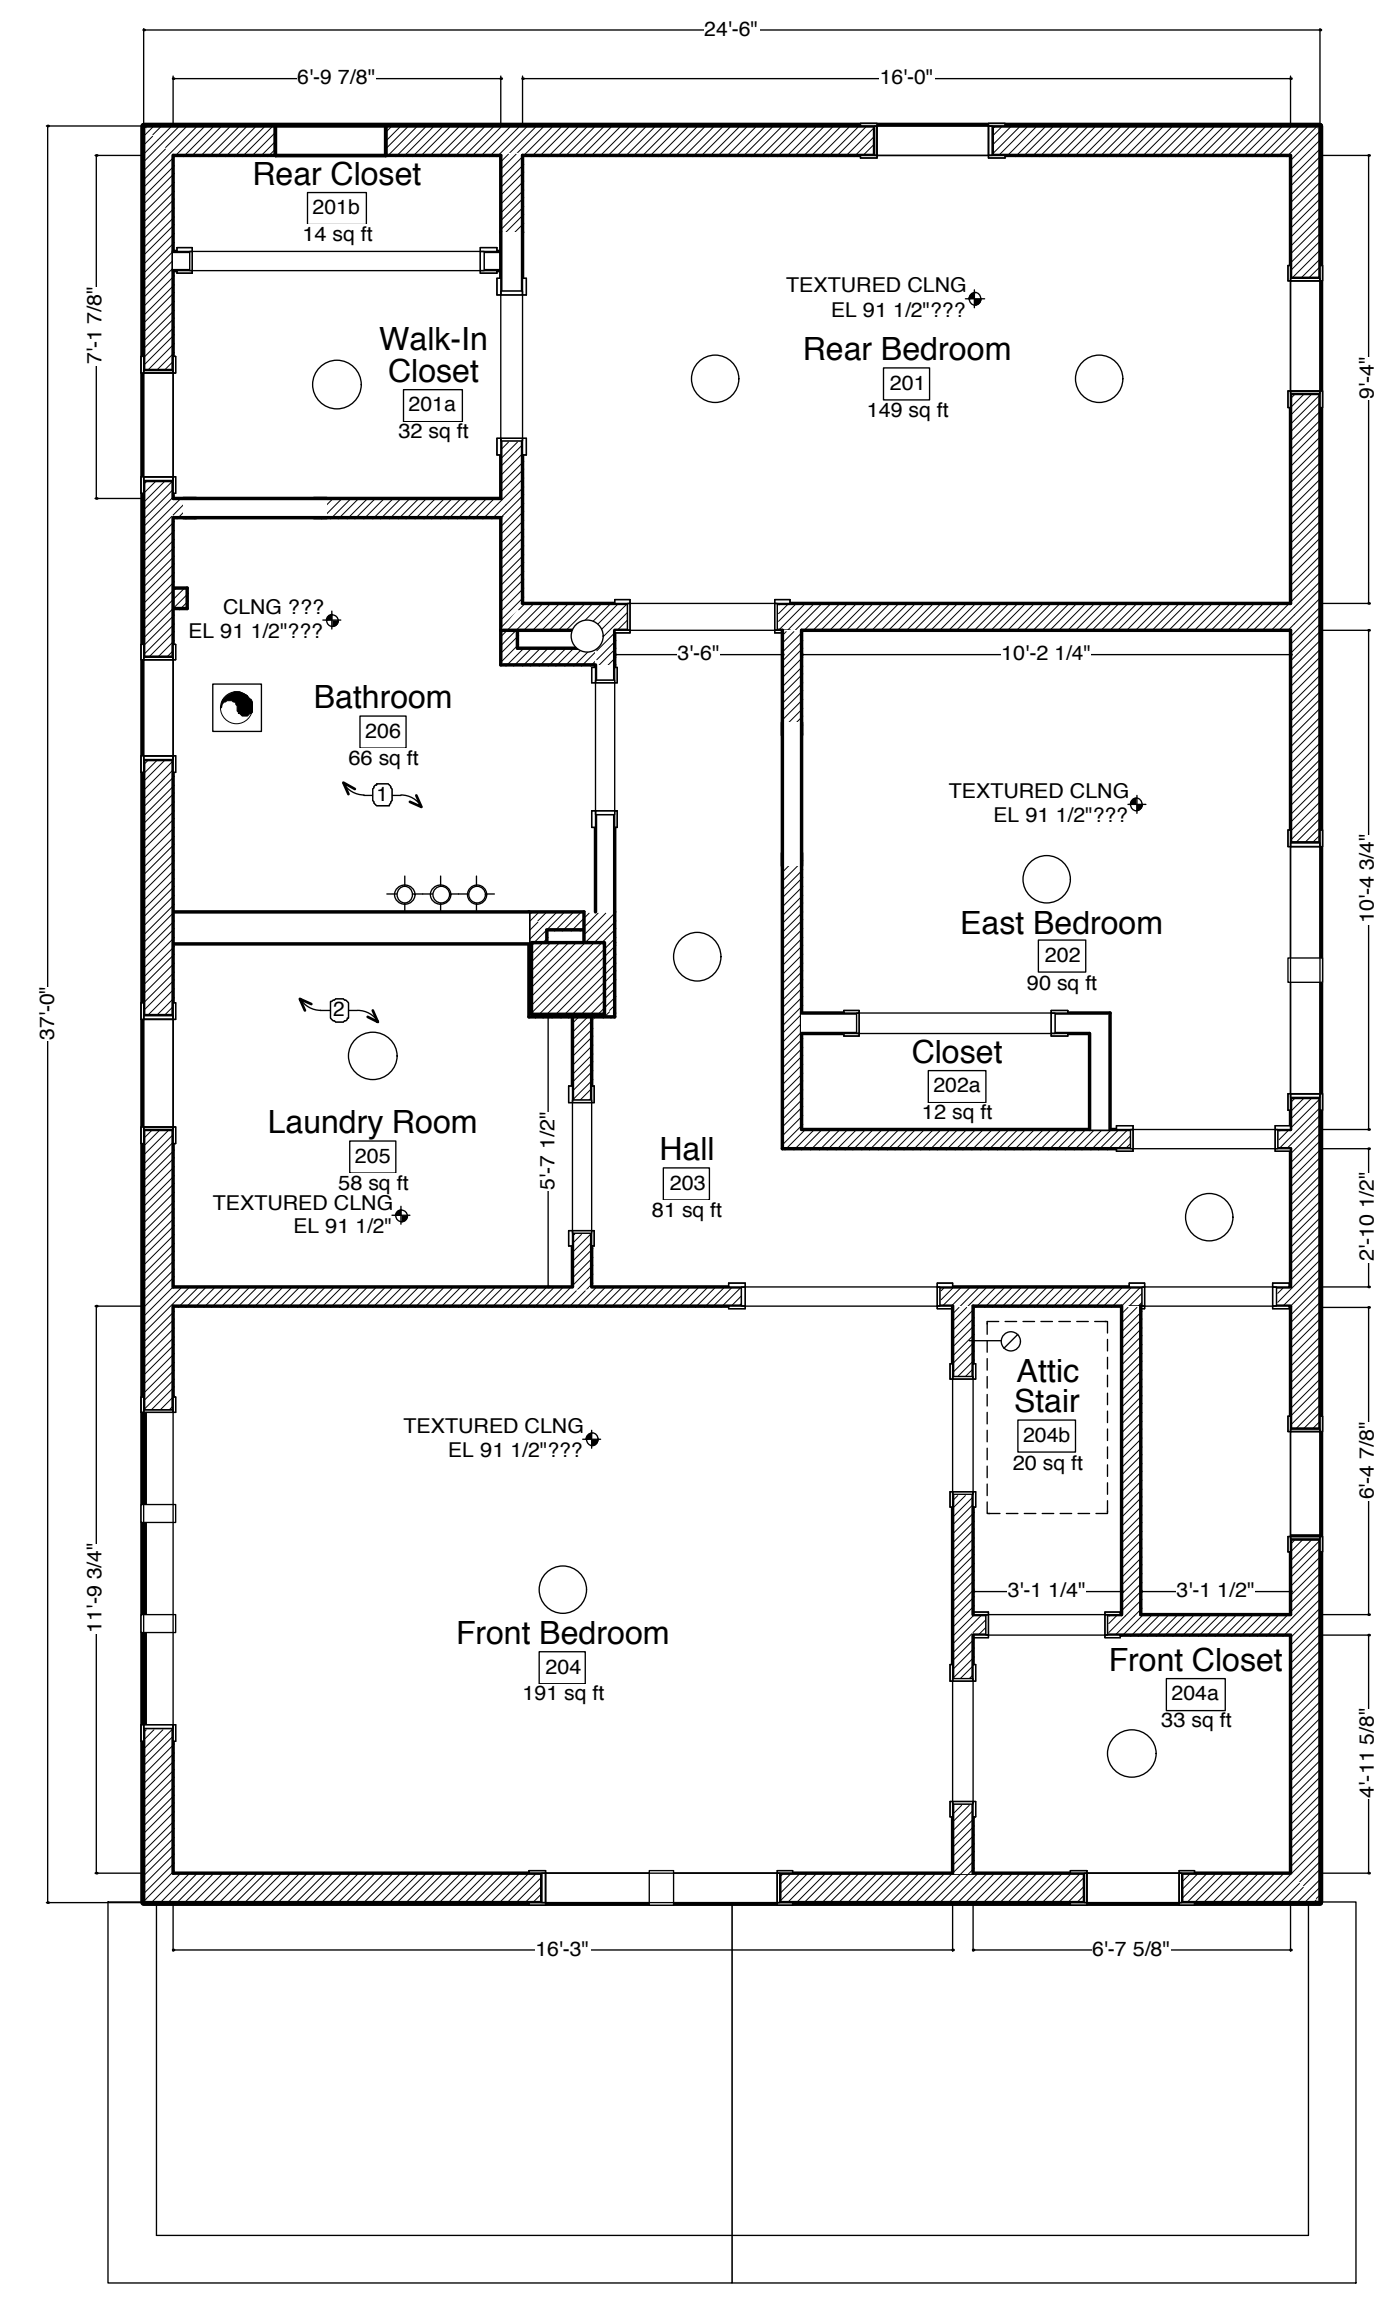 24'-6"
6'-9 7/8"
16'-0"
Rear Closet
201b
14 sq ft
7'-1 7/8"
Walk-In
Closet
201a
32 sq ft
TEXTURED CLNG
EL 91 1/2"???
Rear Bedroom
201
149 sq ft
9'-4"
CLNG ???
EL 91 1/2"???
Bathroom
206
66 sq ft
1
3'-6"
10'-2 1/4"
TEXTURED CLNG
EL 91 1/2"???
East Bedroom
202
90 sq ft
10'-4 3/4"
37'-0"
2
Closet
202a
12 sq ft
Laundry Room
205
58 sq ft
TEXTURED CLNG
EL 91 1/2"
5'-7 1/2"
Hall
203
81 sq ft
2'-10 1/2"
TEXTURED CLNG
EL 91 1/2"???
Attic
Stair
204b
20 sq ft
6'-4 7/8"
11'-9 3/4"
3'-1 1/4"
3'-1 1/2"
Front Bedroom
204
191 sq ft
Front Closet
204a
33 sq ft
4'-11 5/8"
16'-3"
6'-7 5/8"